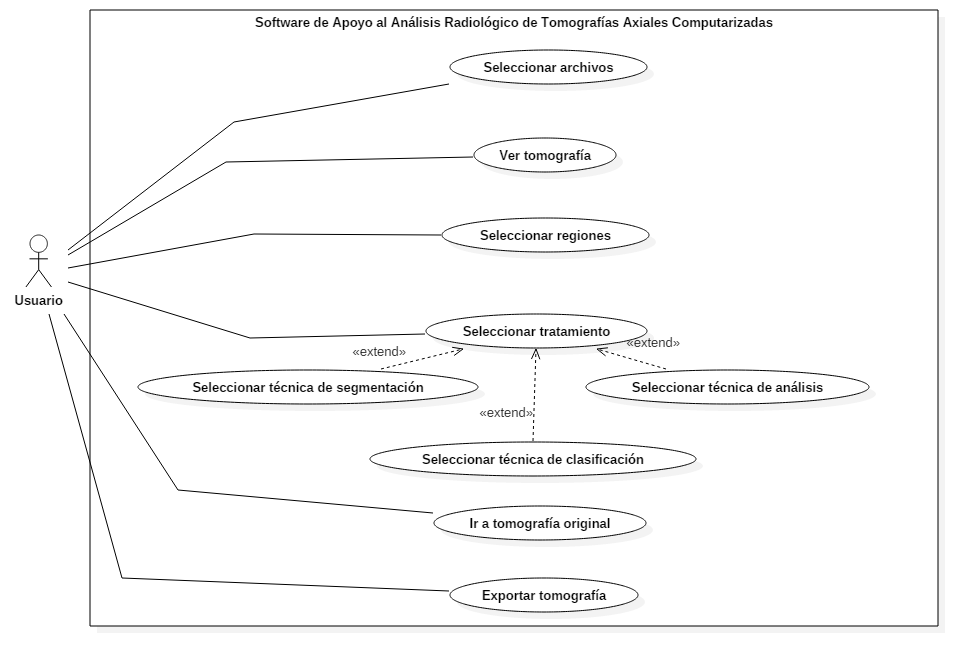 Software de Apoyo al Análisis Radiológico de Tomografías Axiales Computarizadas
Seleccionar archivos
Ver tomografía
Seleccionar regiones
Usuario
Seleccionar tratamiento
«extend»
«extend»
Seleccionar técnica de segmentación
Seleccionar técnica de análisis
«extend»
Seleccionar técnica de clasificación
Ir a tomografía original
Exportar tomografía